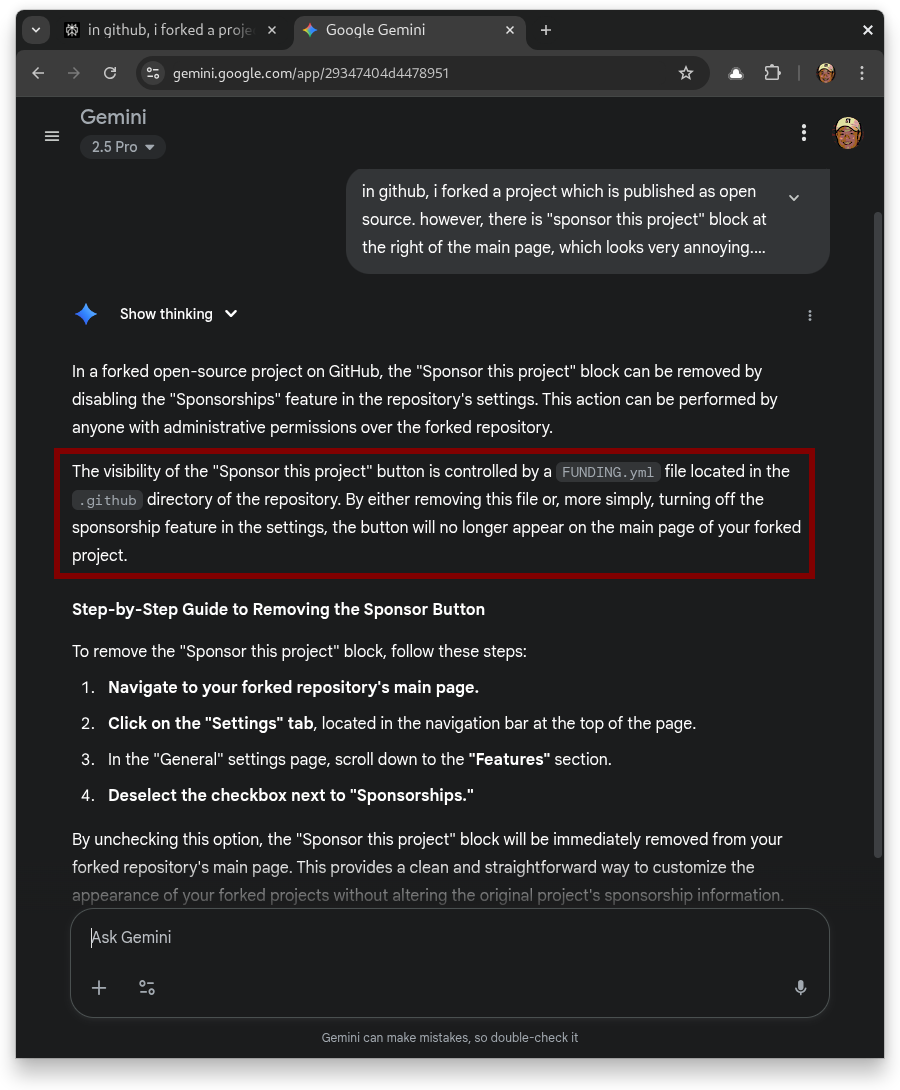 in github, i forked a proje
Google Gemini
gemini.google.com/app/29347404d4478951
Gemini
2.5 Pro
in github, i forked a project which is published as open
source. however, there is "sponsor this project" block at
the right of the main page, which looks very annoying....
Show thinking
In a forked open-source project on GitHub, the "Sponsor this project" block can be removed by
disabling the "Sponsorships" feature in the repository's settings. This action can be performed by
anyone with administrative permissions over the forked repository.
The visibility of the "Sponsor this project" button is controlled by a FUNDING.yml file located in the
.github directory of the repository. By either removing this file or, more simply, turning off the
sponsorship feature in the settings, the button will no longer appear on the main page of your forked
project.
Step-by-Step Guide to Removing the Sponsor Button
To remove the "Sponsor this project" block, follow these steps:
1. Navigate to your forked repository's main page.
2. Click on the "Settings" tab, located in the navigation bar at the top of the page.
3. In the "General" settings page, scroll down to the "Features" section.
4. Deselect the checkbox next to "Sponsorships."
By unchecking this option, the "Sponsor this project" block will be immediately removed from your
forked repository's main page. This provides a clean and straightforward way to customize the
appearance of your forked projects without altering the original project's sponsorship information.
Ask Gemini
Gemini can make mistakes, so double-check it